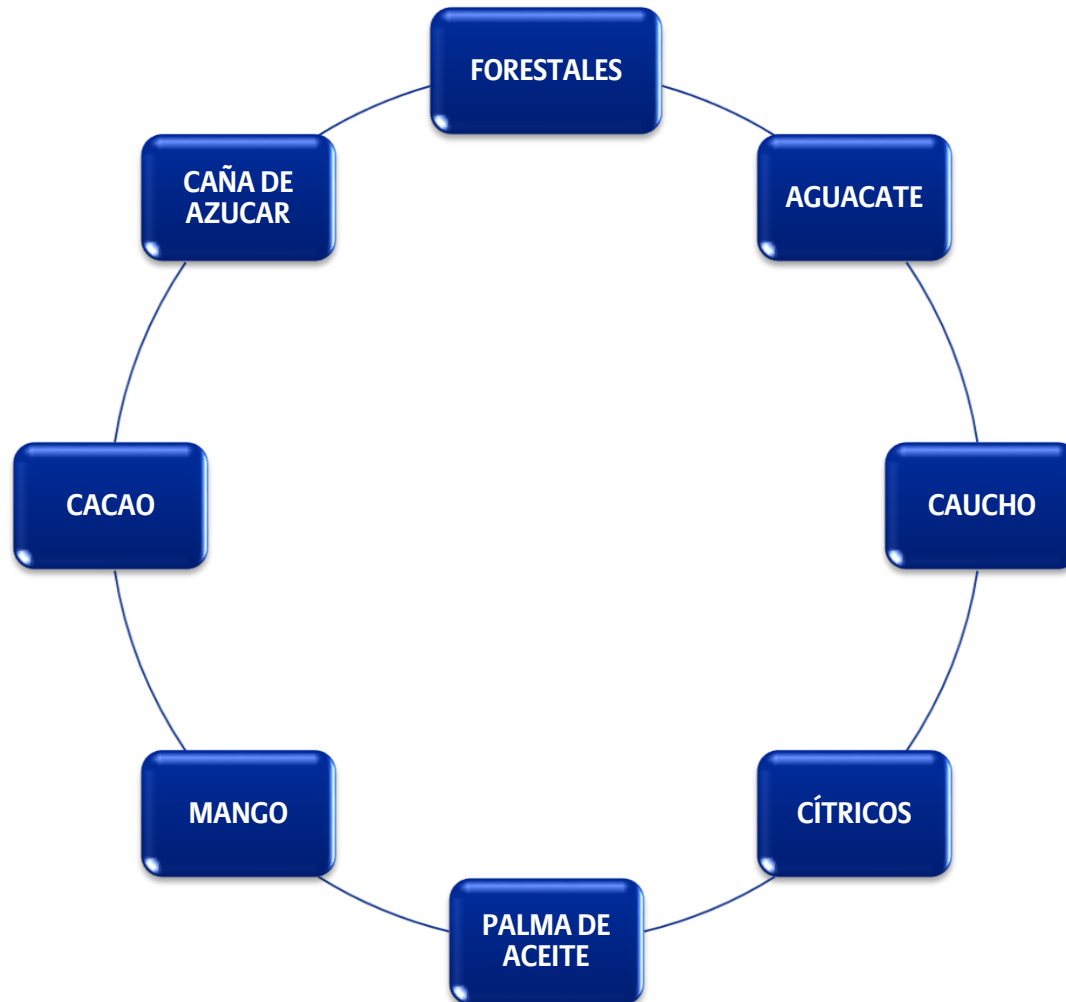 FORESTALES
CAÑA DE
AZUCAR
AGUACATE
CACAO
CAUCHO
MANGO
CÍTRICOS
PALMA DE
ACEITE